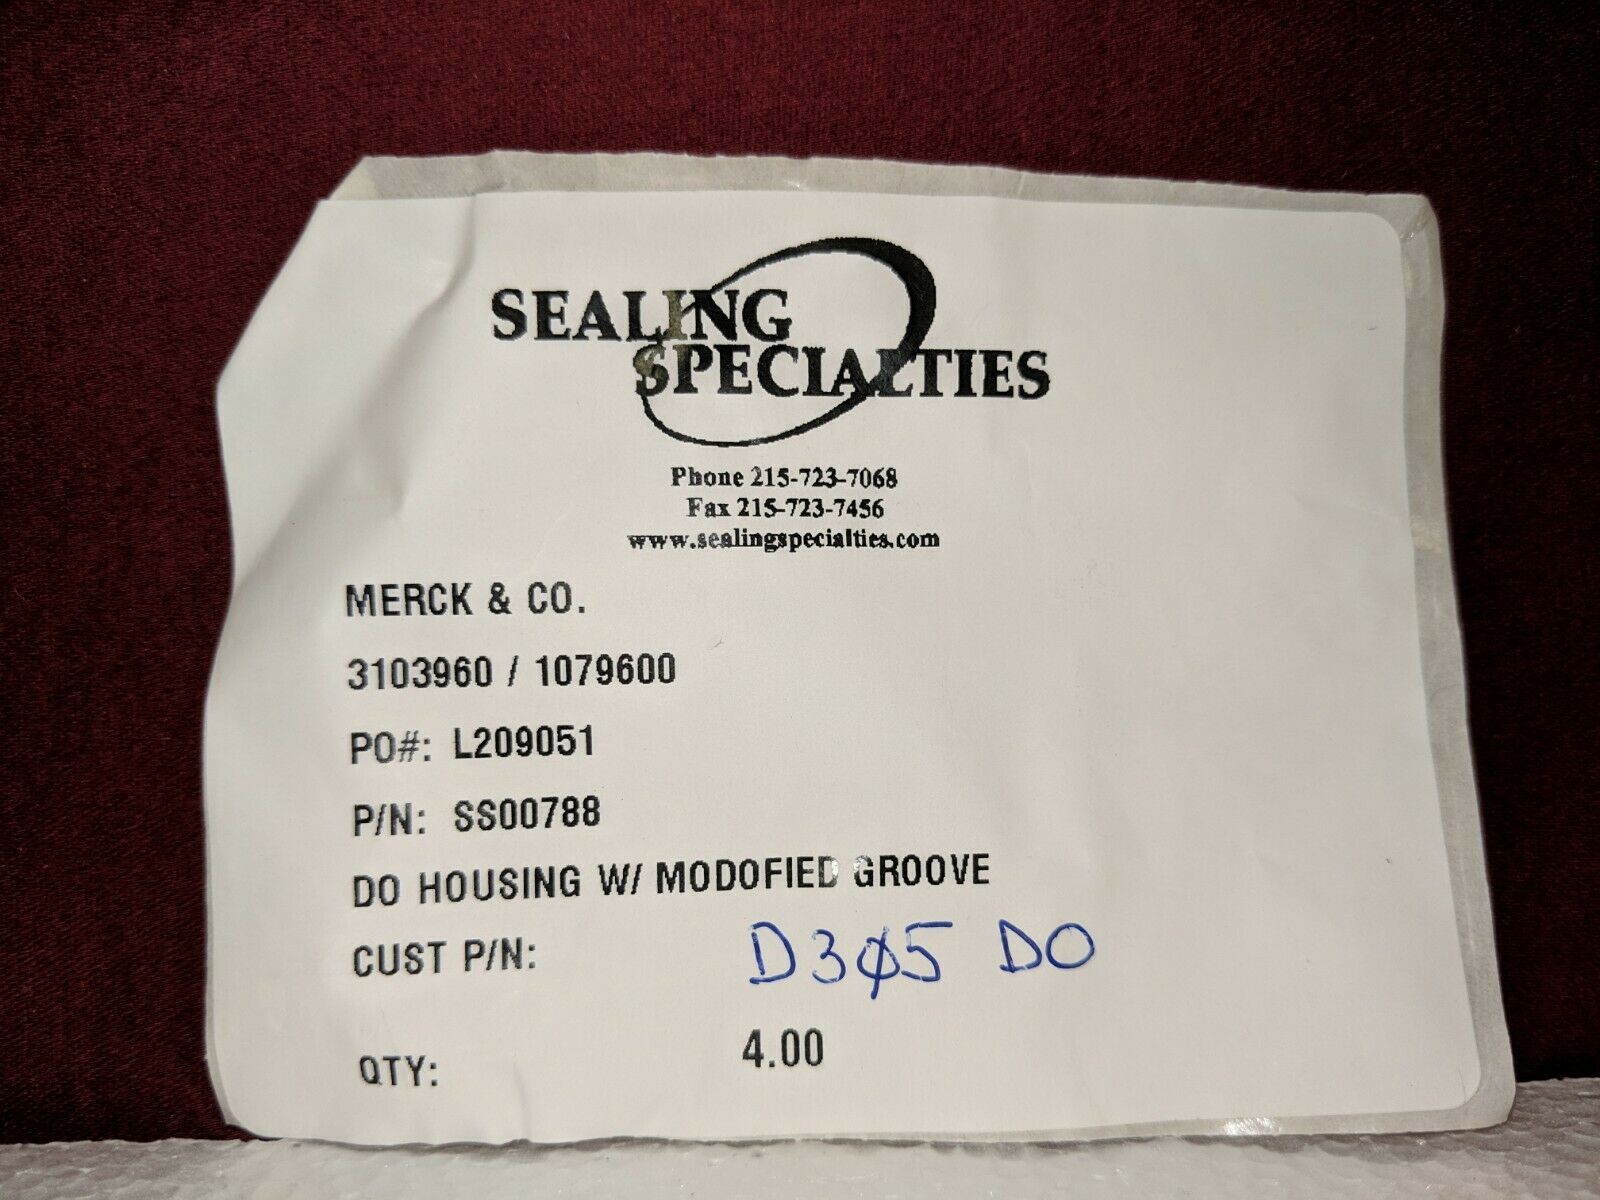 SEALING
SPECIALTIES
Phone 215-723-7068
Fax 215-723-7456
www.sealingspecialties.com
MERCK & CO.
3103960 / 1079600
PO#: L209051
P/N: SS00788
DO HOUSING W/ MODOFIED GROOVE
CUST P/N: D3Ø5 DO
QTY: 4.00